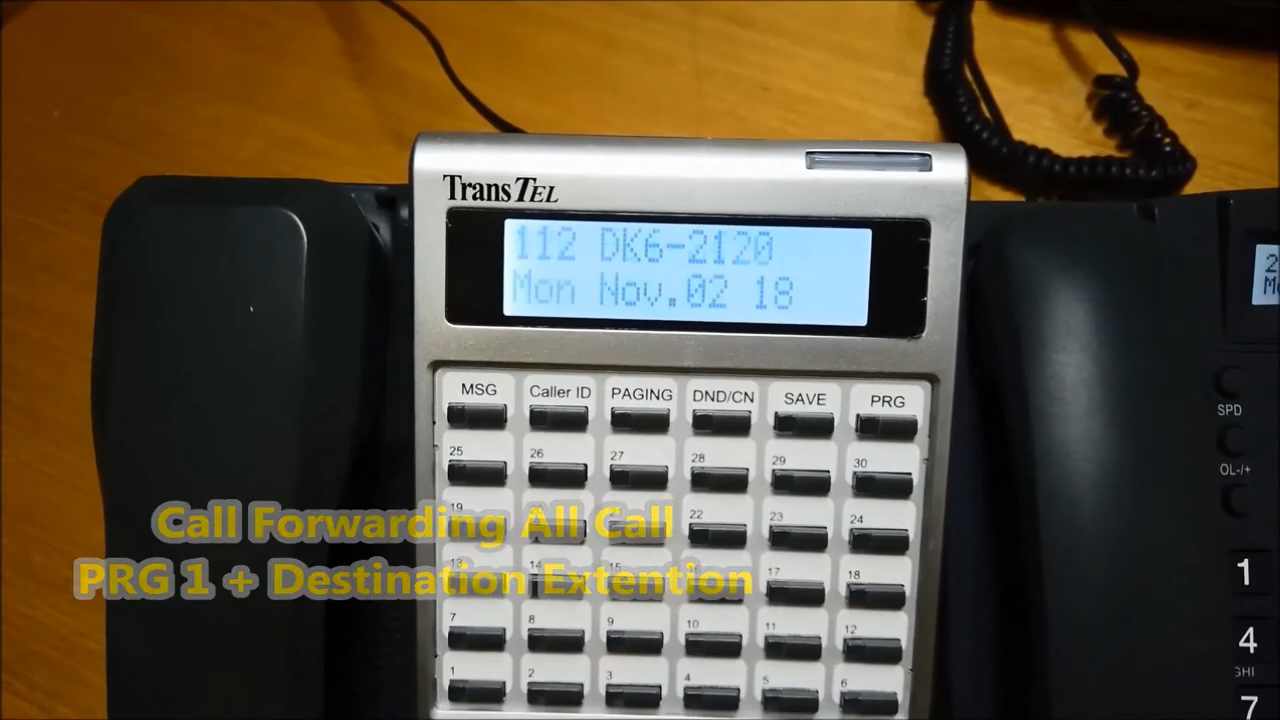 TransTEL
112 DK6-2120
Mon Nov.02 18
MSG Caller ID PAGING DND/CN SAVE PRG
25 26 27 28 29 30
19 22 23 24
Call Forwarding All Call
13 14 15 17 18
PRG 1 + Destination Extention
7 8 9 10 11 12
1 2 3 4 5 6
2
M
SPD
OL-/+
1
4
GHI
7